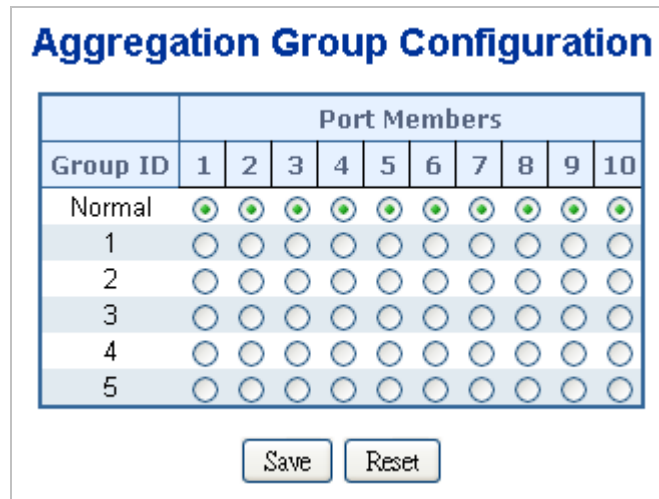 Aggregation Group Configuration
Port Members
Group ID 1 2 3 4 5 6 7 8 9 10
Normal
1
2
3
4
5
Save Reset